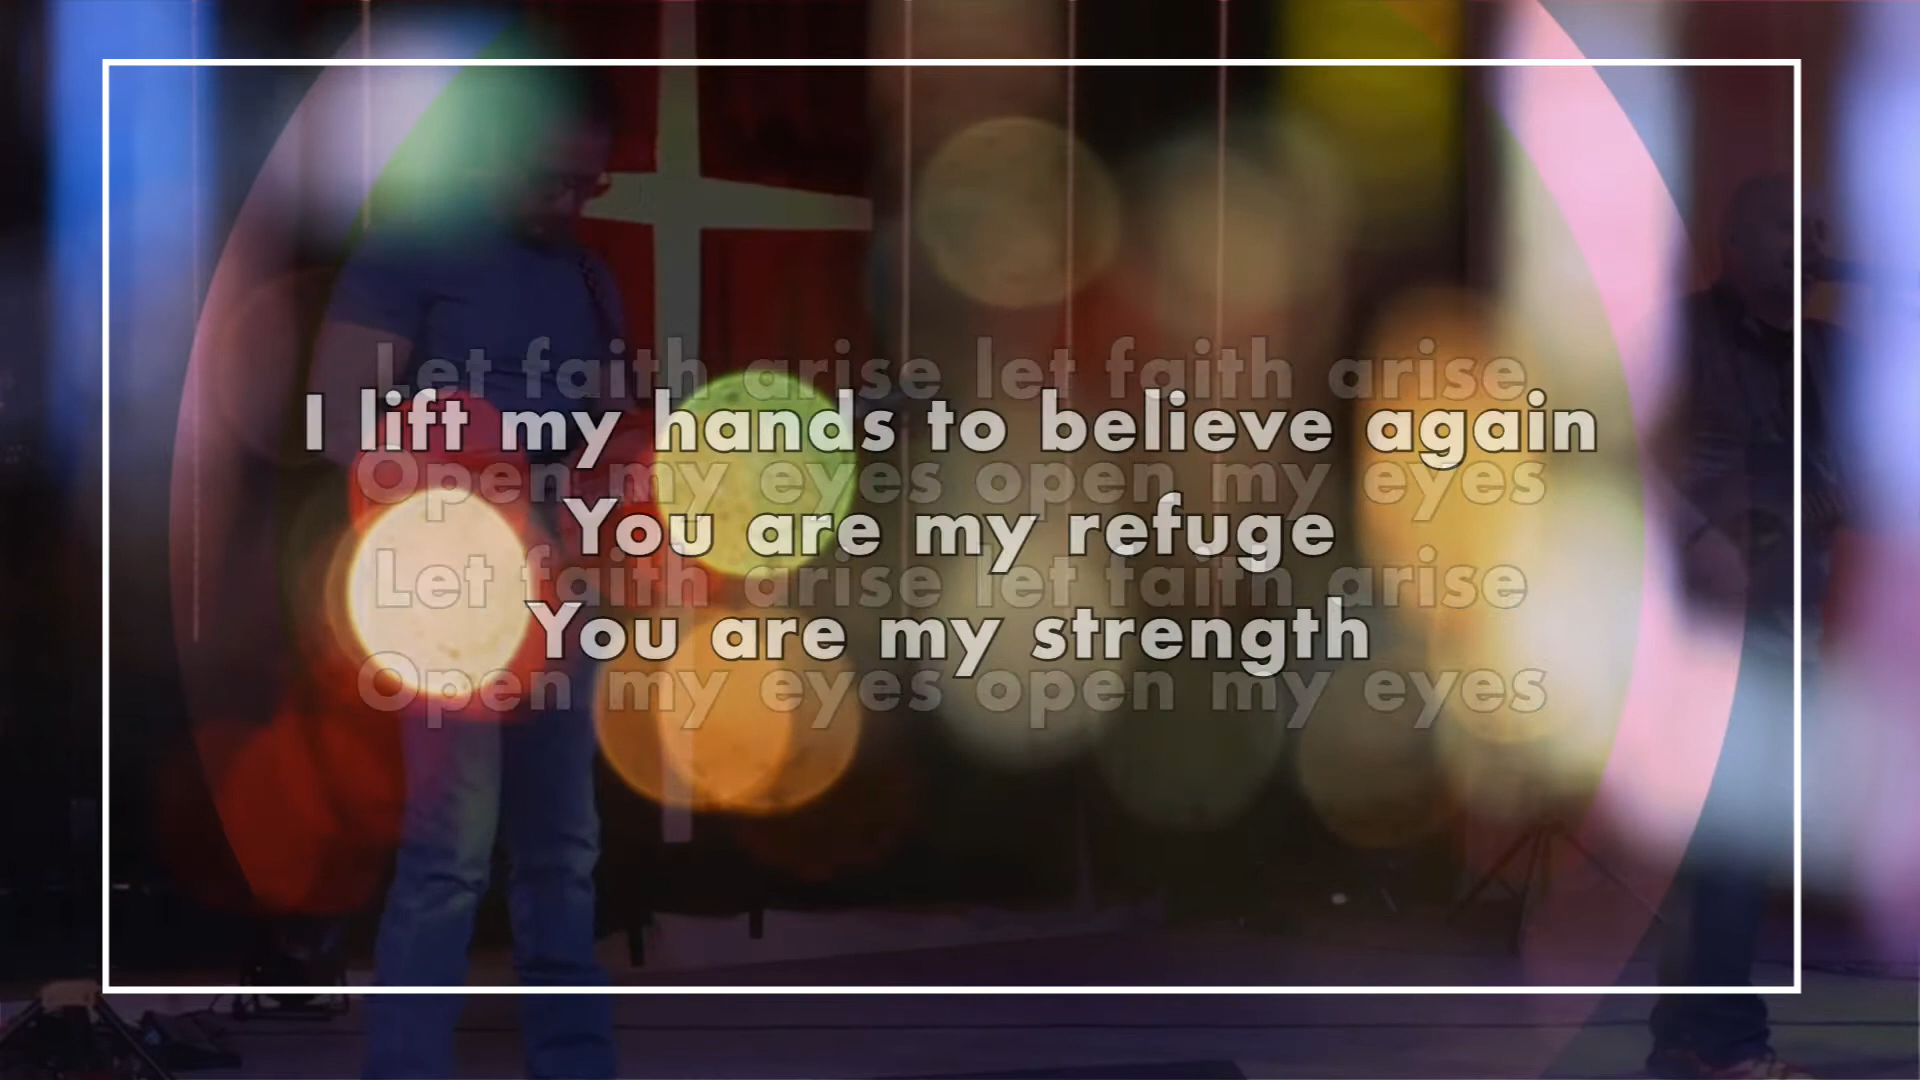 Let faith arise let faith arise
I lift my hands to believe again
Open my eyes open my eyes
You are my refuge
Let faith arise let faith arise
You are my strength
Open my eyes open my eyes